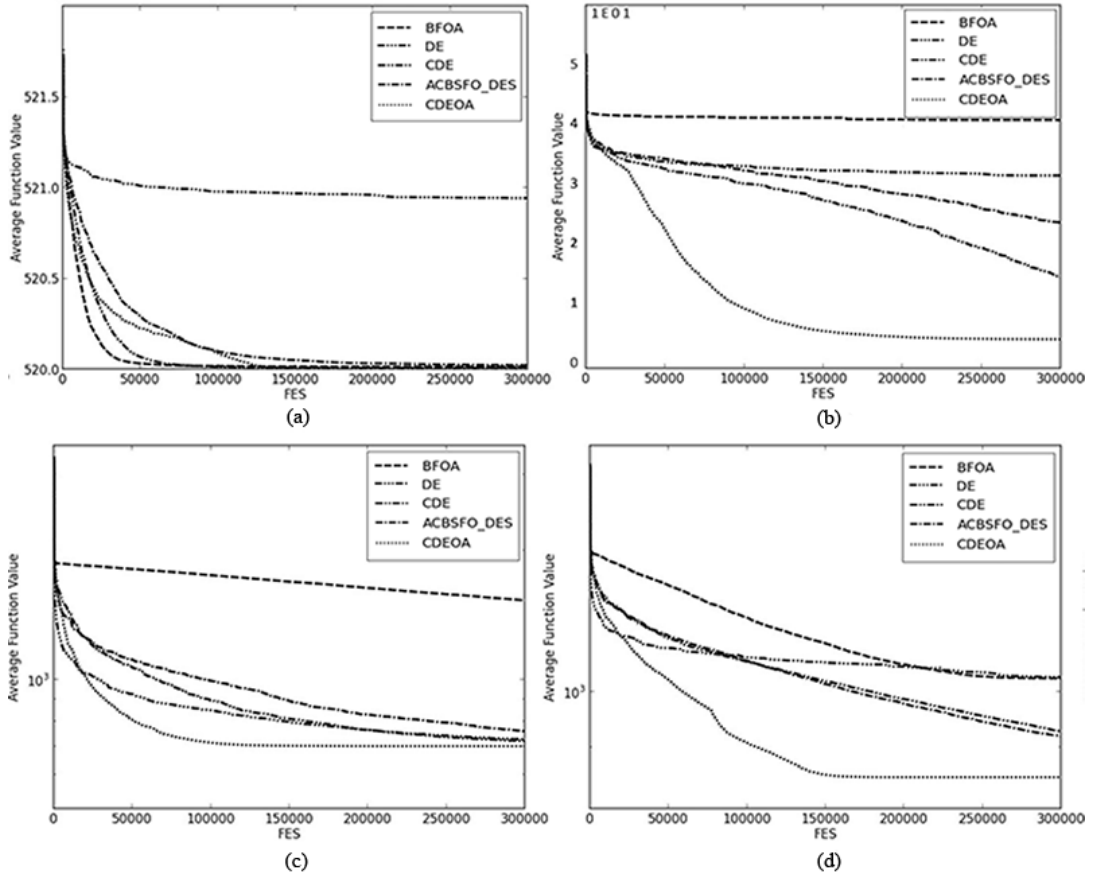 BFOA
DE
CDE
ACBSFO_DES
CDEOA
Average Function Value
521.5
521.0
520.5
520.0
0 50000 100000 150000 200000 250000 300000
FES
(a)
1E01
BFOA
DE
CDE
ACBSFO_DES
CDEOA
Average Function Value
5
4
3
2
1
0
0 50000 100000 150000 200000 250000 300000
FES
(b)
BFOA
DE
CDE
ACBSFO_DES
CDEOA
Average Function Value
10³
0 50000 100000 150000 200000 250000 300000
FES
(c)
BFOA
DE
CDE
ACBSFO_DES
CDEOA
Average Function Value
10³
0 50000 100000 150000 200000 250000 300000
FES
(d)